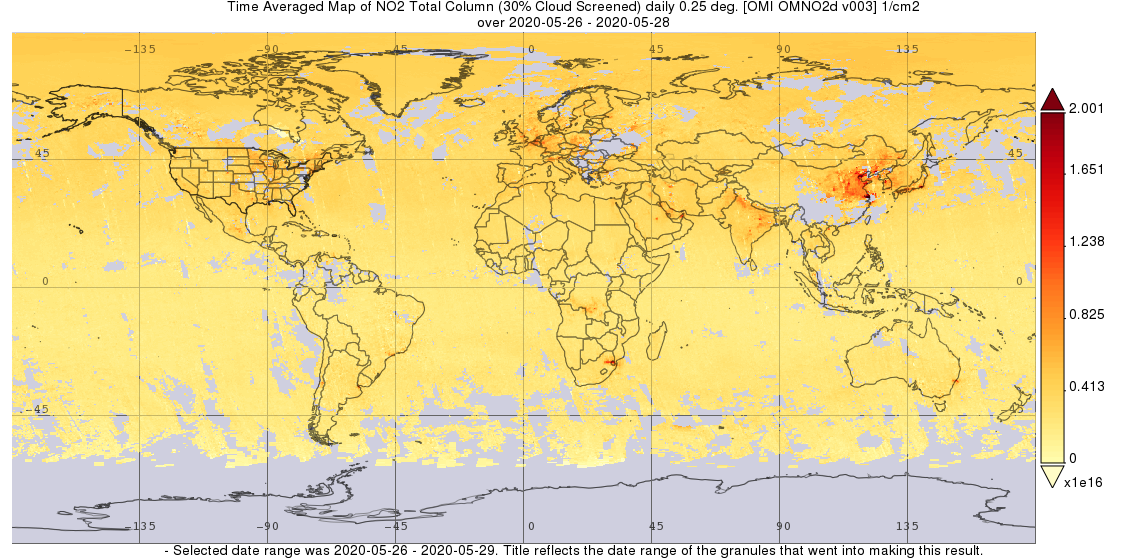 Time Averaged Map of NO2 Total Column (30% Cloud Screened) daily 0.25 deg. [OMI OMNO2d v003] 1/cm2
over 2020-05-26 - 2020-05-28
-135 -90 -45 0 45 90 135
2.001
45 45
1.651
1.238
0 0
0.825
0.413
-45
0
x1e16
-135 -90 -45 0 45 90 135
- Selected date range was 2020-05-26 - 2020-05-29. Title reflects the date range of the granules that went into making this result.